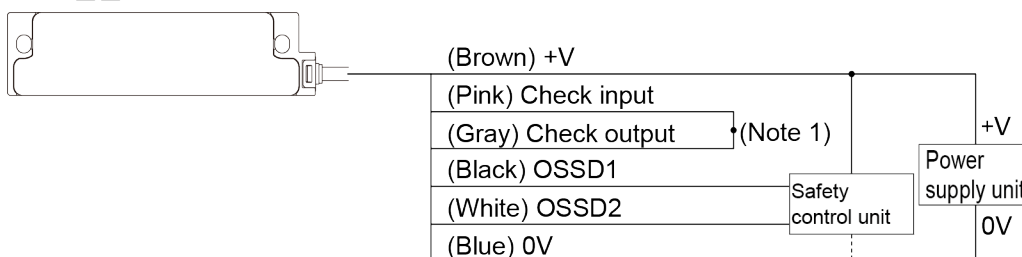 (Brown) +V
(Pink) Check input
(Gray) Check output
(Note 1)
(Black) OSSD1
(White) OSSD2
(Blue) 0V
Safety
control unit
+V
Power
supply unit
0V